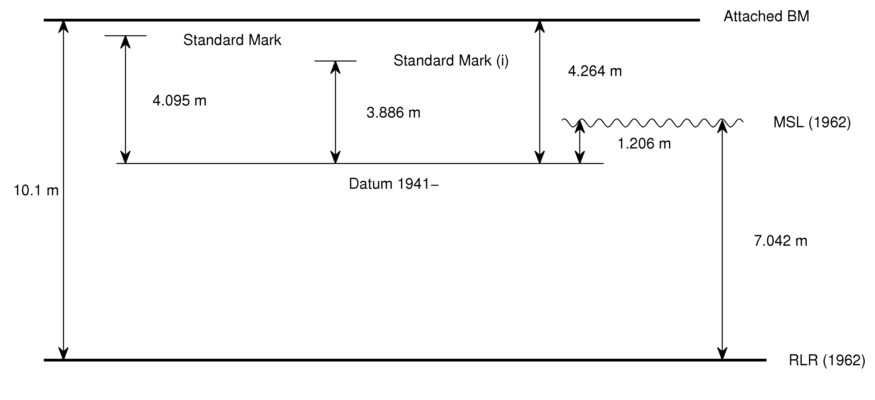 Attached BM
Standard Mark
Standard Mark (i)
4.264 m
4.095 m
3.886 m
MSL (1962)
1.206 m
Datum 1941−
10.1 m
7.042 m
RLR (1962)